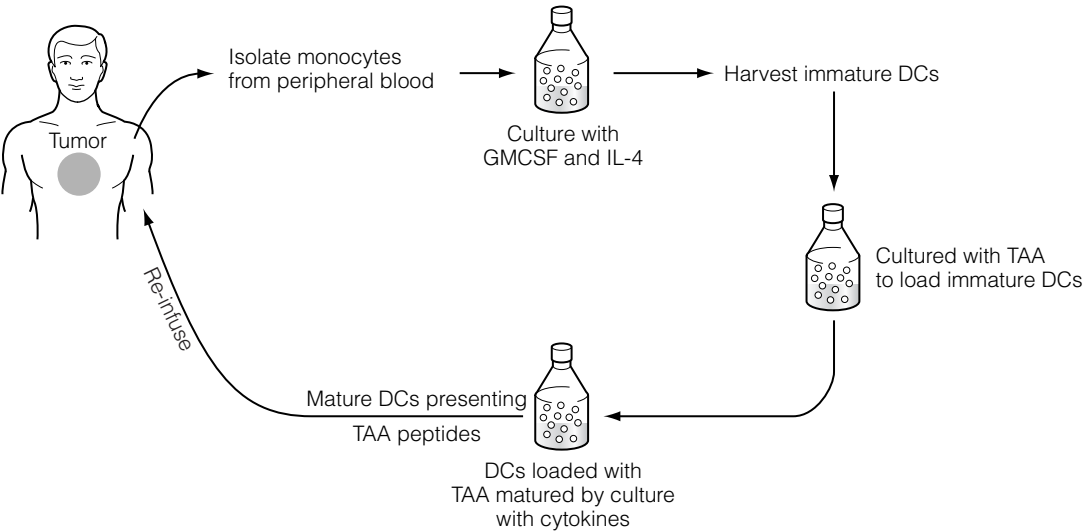 Tumor
Isolate monocytes
from peripheral blood
Culture with
GMCSF and IL-4
Harvest immature DCs
Cultured with TAA
to load immature DCs
DCs loaded with
TAA matured by culture
with cytokines
Mature DCs presenting
TAA peptides
Re-infuse